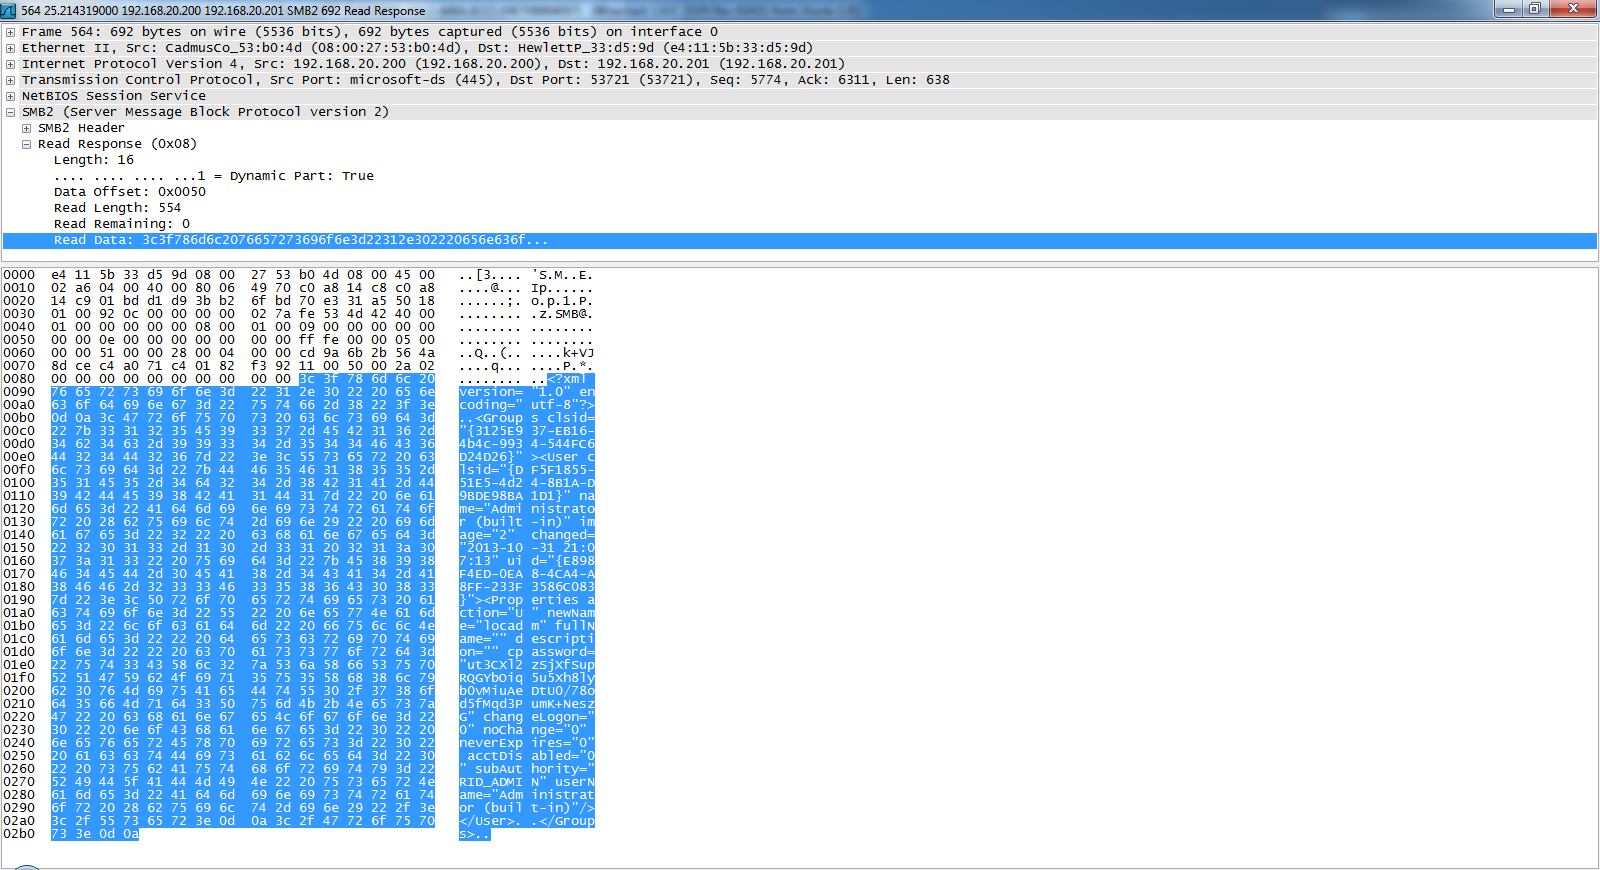 564 25.214319000 192.168.20.200 192.168.20.201 SMB2 692 Read Response
Frame 564: 692 bytes on wire (5536 bits), 692 bytes captured (5536 bits) on interface 0
Ethernet II, Src: CadmusCo_53:b0:4d (08:00:27:53:b0:4d), Dst: HewlettP_33:d5:9d (e4:11:5b:33:d5:9d)
Internet Protocol Version 4, Src: 192.168.20.200 (192.168.20.200), Dst: 192.168.20.201 (192.168.20.201)
Transmission Control Protocol, Src Port: microsoft-ds (445), Dst Port: 53721 (53721), Seq: 5774, Ack: 6311, Len: 638
NetBIOS Session Service
SMB2 (Server Message Block Protocol version 2)
SMB2 Header
Read Response (0x08)
Length: 16
.... .... .... ...1 = Dynamic Part: True
Data Offset: 0x0050
Read Length: 554
Read Remaining: 0
Read Data: 3c3f786d6c2076657273696f6e3d22312e302220656e636f...
0000 e4 11 5b 33 d5 9d 08 00 27 53 b0 4d 08 00 45 00 ..[3.... 'S.M..E.
0010 02 a6 04 00 40 00 80 06 49 70 c0 a8 14 c8 c0 a8 ....@... Ip......
0020 14 c9 01 bd d1 d9 3b b2 6f bd 70 e3 31 a5 50 18 ......;. o.p.1.P.
0030 01 00 92 0c 00 00 00 00 02 7a fe 53 4d 42 40 00 ........ .z.SMB@.
0040 01 00 00 00 00 00 08 00 01 00 09 00 00 00 00 00 ........ ........
0050 00 00 0e 00 00 00 00 00 00 00 ff fe 00 00 05 00 ........ ........
0060 00 00 51 00 00 28 00 04 00 00 cd 9a 6b 2b 56 4a ..Q..(.. ....k+VJ
0070 8d ce c4 a0 71 c4 01 82 f3 92 11 00 50 00 2a 02 ....q... ....P.*.
0080 00 00 00 00 00 00 00 00 00 00 3c 3f 78 6d 6c 20 ........ ..<?xml
0090 76 65 72 73 69 6f 6e 3d 22 31 2e 30 22 20 65 6e version= "1.0" en
00a0 63 6f 64 69 6e 67 3d 22 75 74 66 2d 38 22 3f 3e coding=" utf-8"?>
00b0 0d 0a 3c 47 72 6f 75 70 73 20 63 6c 73 69 64 3d ..<Group s clsid=
00c0 22 7b 33 31 32 35 45 39 33 37 2d 45 42 31 36 2d "{3125E9 37-EB16-
00d0 34 62 34 63 2d 39 39 33 34 2d 35 34 34 46 43 36 4b4c-993 4-544FC6
00e0 44 32 34 44 32 36 7d 22 3e 3c 55 73 65 72 20 63 D24D26}" ><User c
00f0 6c 73 69 64 3d 22 7b 44 46 35 46 31 38 35 35 2d lsid="{D F5F1855-
0100 35 31 45 35 2d 34 64 32 34 2d 38 42 31 41 2d 44 51E5-4d2 4-8B1A-D
0110 39 42 44 45 39 38 42 41 31 44 31 7d 22 20 6e 61 9BDE98BA 1D1}" na
0120 6d 65 3d 22 41 64 6d 69 6e 69 73 74 72 61 74 6f me="Admi nistrato
0130 72 20 28 62 75 69 6c 74 2d 69 6e 29 22 20 69 6d r (built -in)" im
0140 61 67 65 3d 22 32 22 20 63 68 61 6e 67 65 64 3d age="2" changed=
0150 22 32 30 31 33 2d 31 30 2d 33 31 20 32 31 3a 30 "2013-10 -31 21:0
0160 37 3a 31 33 22 20 75 69 64 3d 22 7b 45 38 39 38 7:13" ui d="{E898
0170 46 34 45 44 2d 30 45 41 38 2d 34 43 41 34 2d 41 F4ED-0EA 8-4CA4-A
0180 38 46 46 2d 32 33 33 46 33 35 38 36 43 30 38 33 8FF-233F 3586C083
0190 7d 22 3e 3c 50 72 6f 70 65 72 74 69 65 73 20 61 }"><Prop erties a
01a0 63 74 69 6f 6e 3d 22 55 22 20 6e 65 77 4e 61 6d ction="U " newNam
01b0 65 3d 22 6c 6f 63 61 64 6d 22 20 66 75 6c 6c 4e e="locad m" fullN
01c0 61 6d 65 3d 22 22 20 64 65 73 63 72 69 70 74 69 ame="" d escripti
01d0 6f 6e 3d 22 22 20 63 70 61 73 73 77 6f 72 64 3d on="" cp assword=
01e0 22 75 74 33 43 58 6c 32 7a 53 6a 58 66 53 75 70 "ut3CXl2 zSjXfSup
01f0 52 51 47 59 62 4f 69 71 35 75 35 58 68 38 6c 79 RQGYbOiq 5u5Xh8ly
0200 62 30 76 4d 69 75 41 65 44 74 55 30 2f 37 38 6f b0vMiuAe DtU0/78o
0210 64 35 66 4d 71 64 33 50 75 6d 4b 2b 4e 65 73 7a d5fMqd3P umK+Nesz
0220 47 22 20 63 68 61 6e 67 65 4c 6f 67 6f 6e 3d 22 G" chang eLogon="
0230 30 22 20 6e 6f 43 68 61 6e 67 65 3d 22 30 22 20 0" noCha nge="0"
0240 6e 65 76 65 72 45 78 70 69 72 65 73 3d 22 30 22 neverExp ires="0"
0250 20 61 63 63 74 44 69 73 61 62 6c 65 64 3d 22 30 acctDis abled="0
0260 22 20 73 75 62 41 75 74 68 6f 72 69 74 79 3d 22 " subAut hority="
0270 52 49 44 5f 41 44 4d 49 4e 22 20 75 73 65 72 4e RID_ADMI N" userN
0280 61 6d 65 3d 22 41 64 6d 69 6e 69 73 74 72 61 74 ame="Adm inistrat
0290 6f 72 20 28 62 75 69 6c 74 2d 69 6e 29 22 2f 3e or (buil t-in)"/>
02a0 3c 2f 55 73 65 72 3e 0d 0a 3c 2f 47 72 6f 75 70 </User>. .</Group
02b0 73 3e 0d 0a s>..